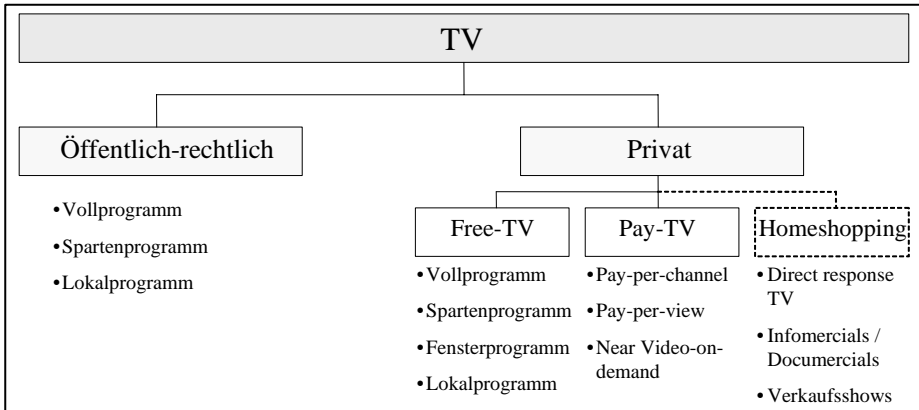 TV
Öffentlich-rechtlich
Privat
•Vollprogramm
•Spartenprogramm
•Lokalprogramm
Free-TV
•Vollprogramm
•Spartenprogramm
•Fensterprogramm
•Lokalprogramm
Pay-TV
•Pay-per-channel
•Pay-per-view
•Near Video-on-
demand
Homeshopping
•Direct response
TV
•Infomercials /
Documercials
•Verkaufsshows